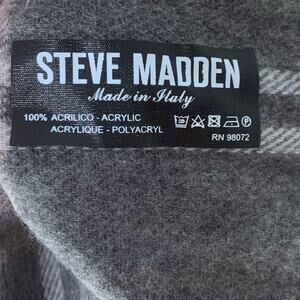 STEVE MADDEN
Made in Italy
100% ACRILICO - ACRYLIC
ACRYLIQUE - POLYACRYL
RN 98072